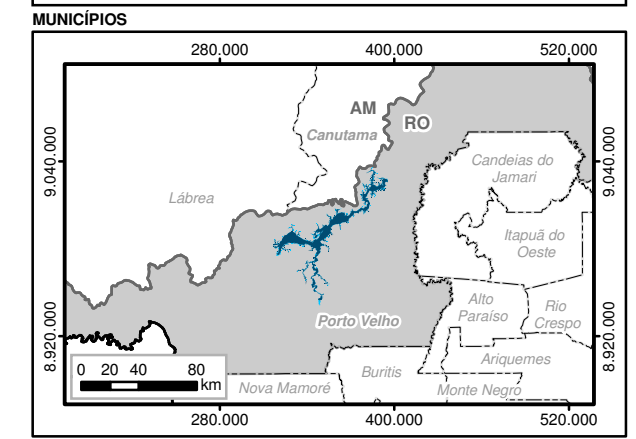 MUNICÍPIOS
280.000 400.000 520.000
AM
RO
Canutama
Candeias do
Jamari
9.040.000
9.040.000
Lábrea
Itapuã do
Oeste
Alto
Paraíso
Rio
Crespo
Porto Velho
8.920.000
8.920.000
Ariquemes
Buritis
0 20 40 80
km
Nova Mamoré
Monte Negro
280.000 400.000 520.000